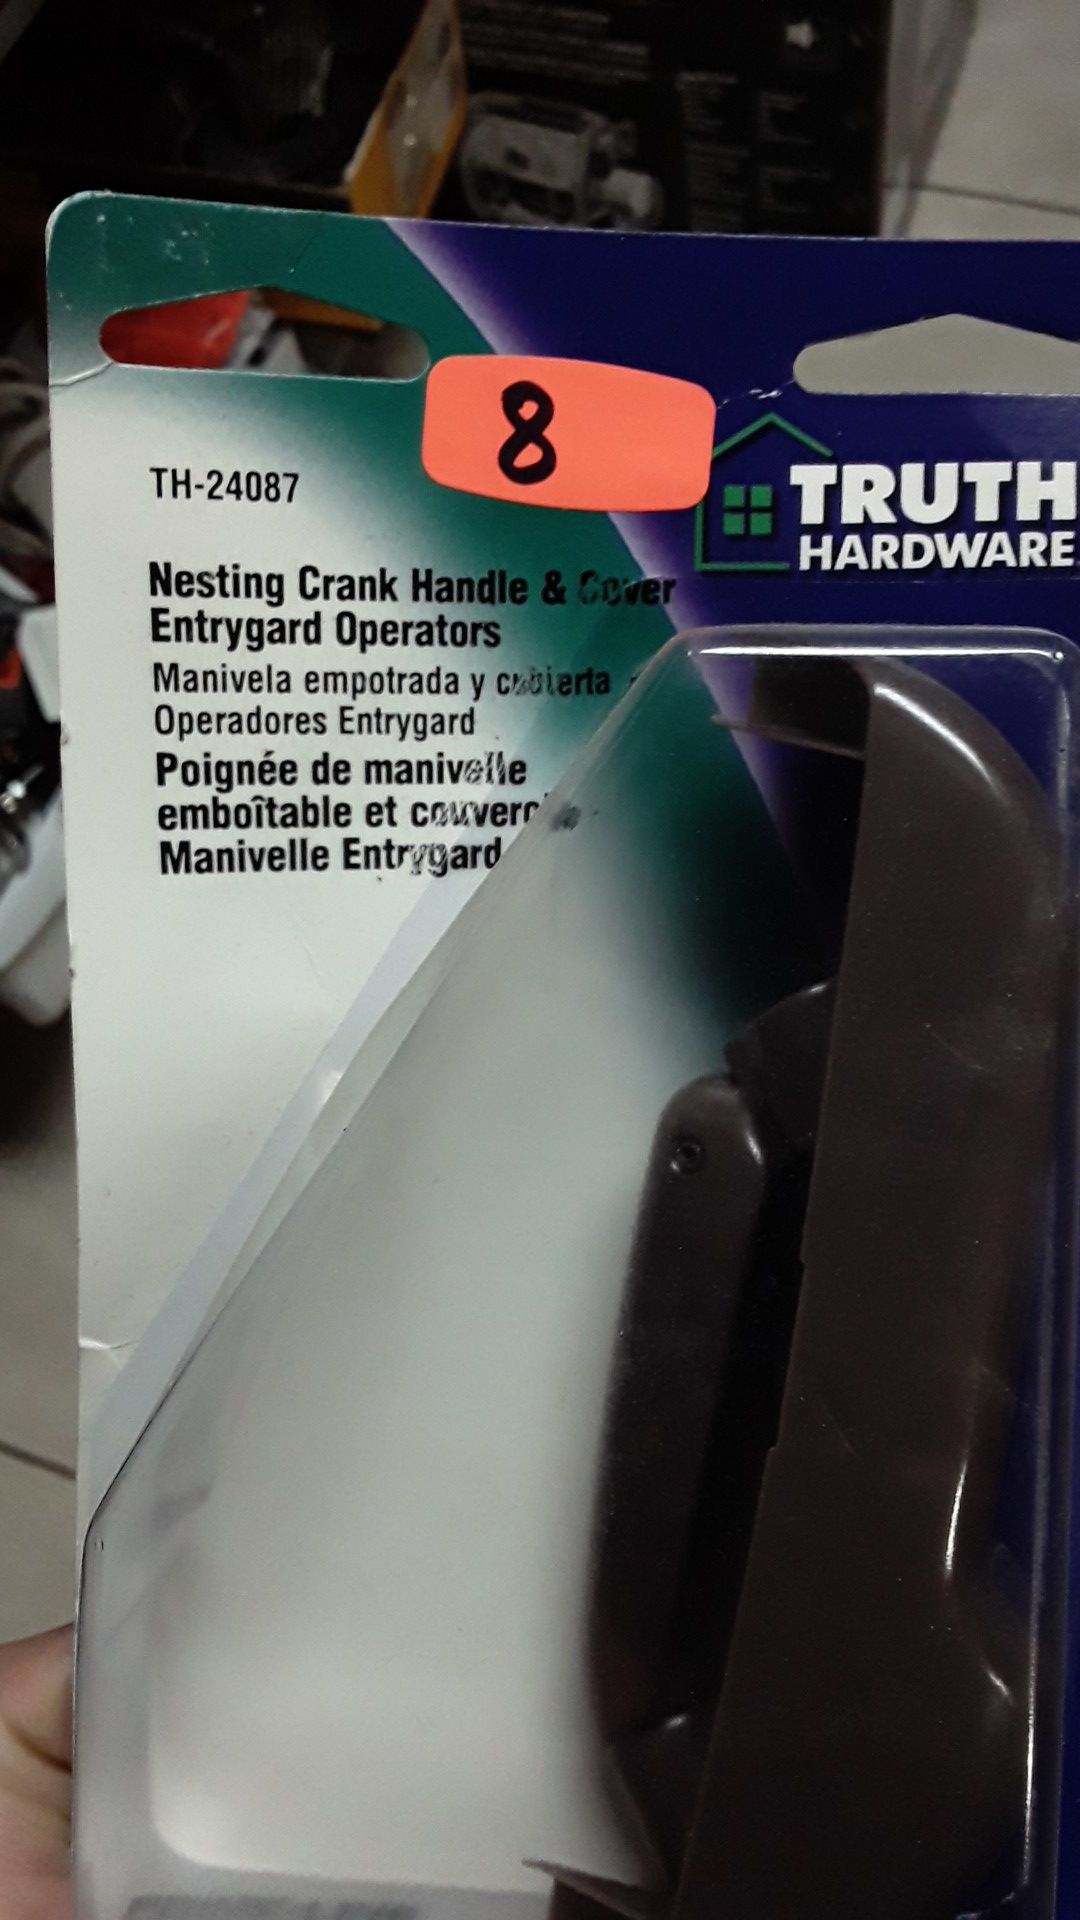 8
TH-24087
TRUTH
HARDWARE
Nesting Crank Handle & Cover
Entrygard Operators
Manivela empotrada y cubierta
Operadores Entrygard
Poignée de manivelle
emboîtable et couvercle
Manivelle Entrygard